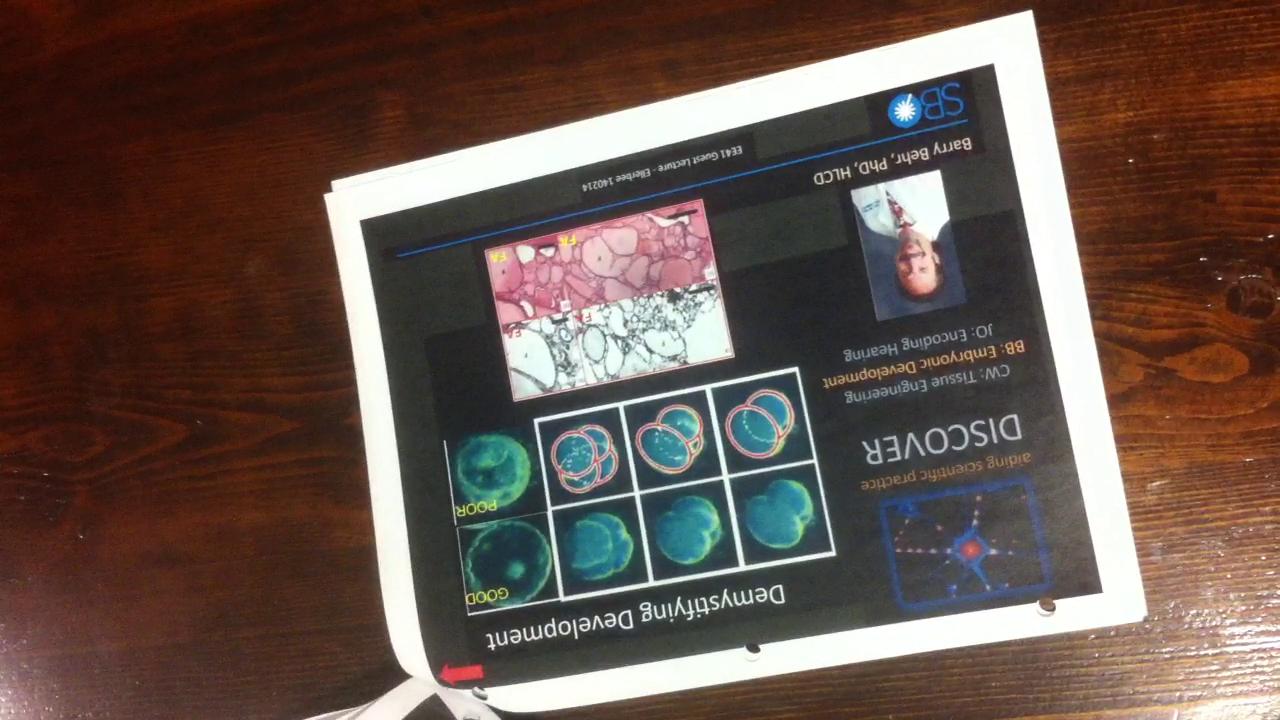 Demystifying Development
aiding scientific practice
DISCOVER
CW: Tissue Engineering
BB: Embryonic Development
JO: Encoding Hearing
GOOD
POOR
FA
FA
FA
FA
Barry Behr, PhD, HLCD
EE41 Guest Lecture - Ellerbee 140214
SB